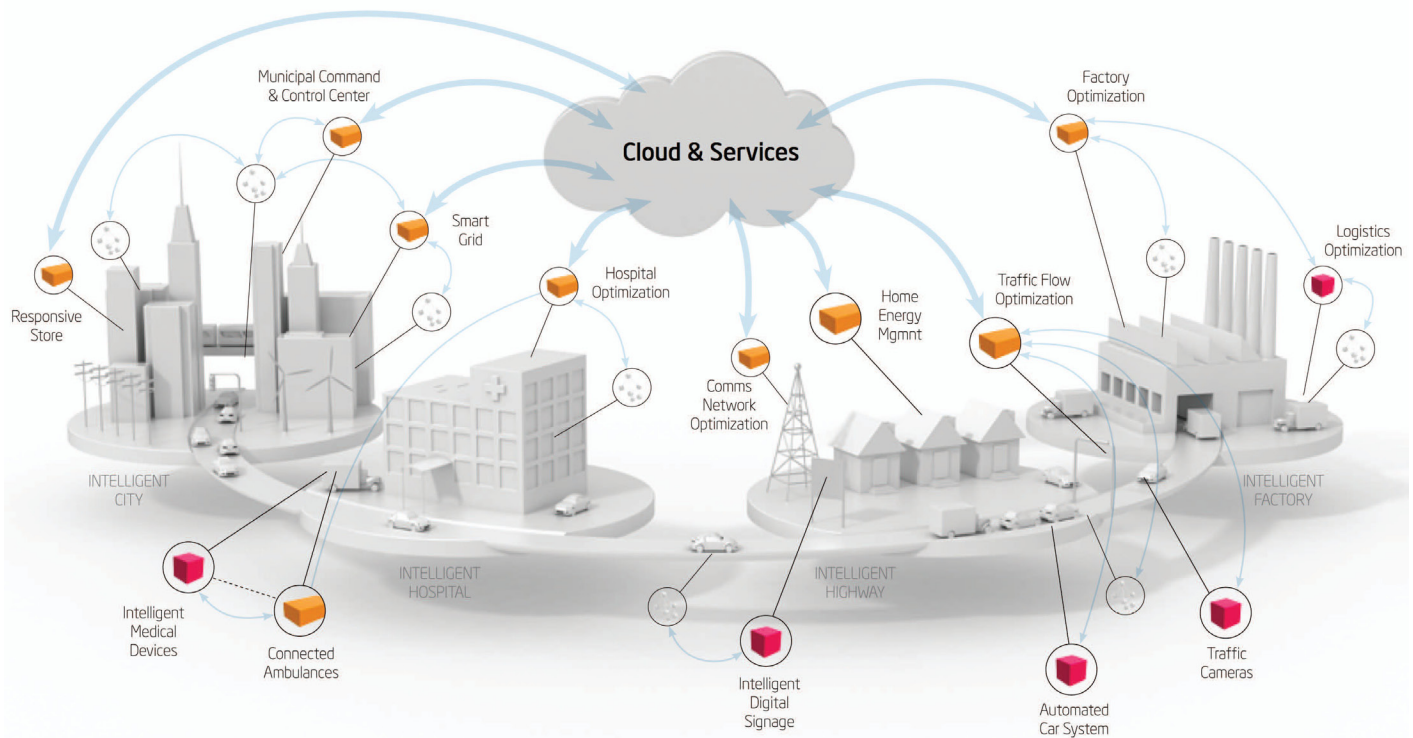 Municipal Command
& Control Center
Factory
Optimization
Cloud & Services
Smart
Grid
Logistics
Optimization
Hospital
Optimization
Traffic Flow
Optimization
Home
Energy
Mgmnt
Responsive
Store
Comms
Network
Optimization
INTELLIGENT
CITY
INTELLIGENT
FACTORY
INTELLIGENT
HOSPITAL
INTELLIGENT
HIGHWAY
Intelligent
Medical
Devices
Connected
Ambulances
Intelligent
Digital
Signage
Automated
Car System
Traffic
Cameras